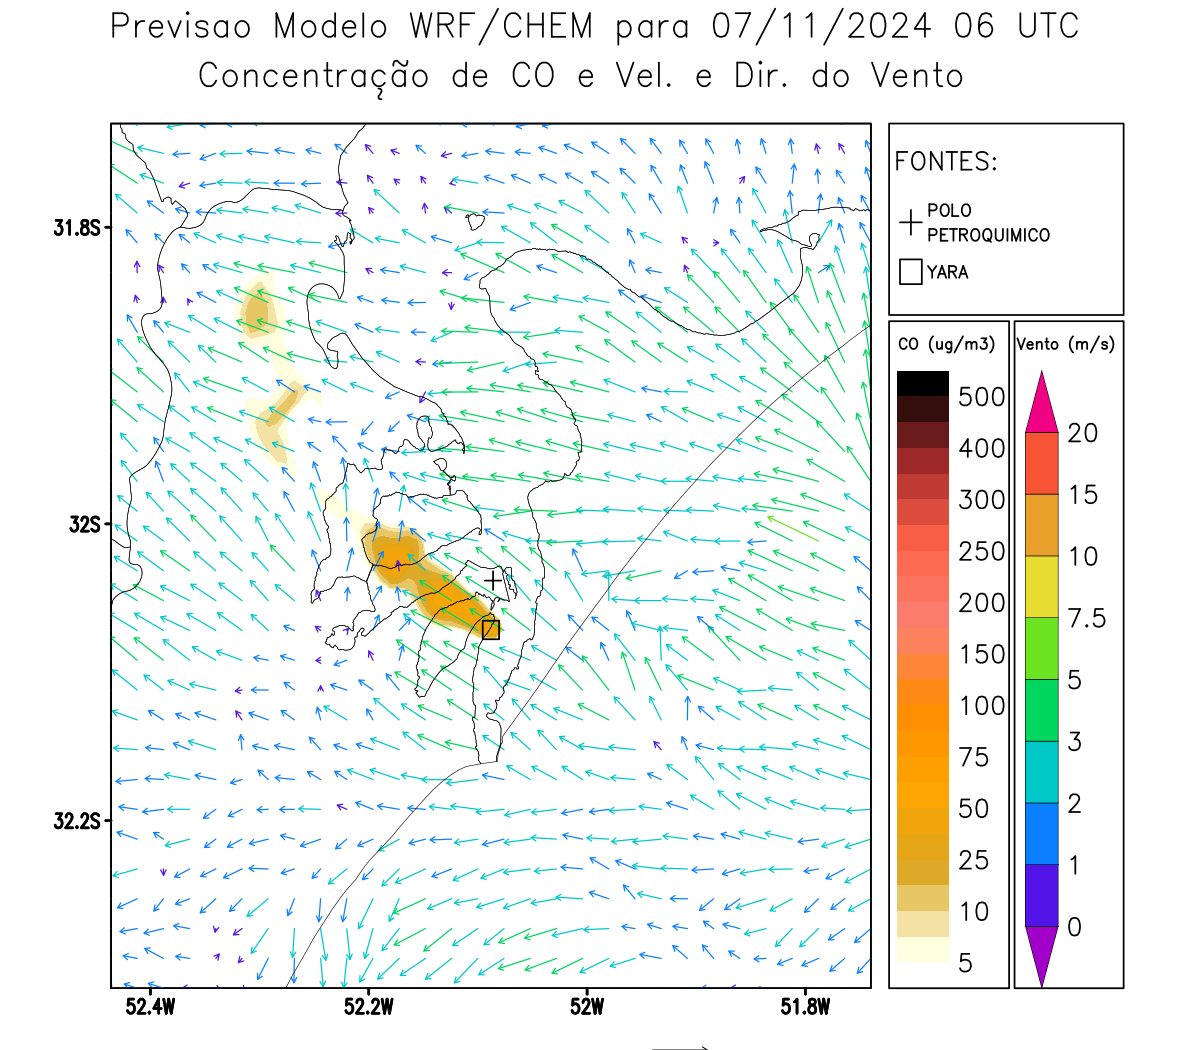 Previsao Modelo WRF/CHEM para 07/11/2024 06 UTC
Concentração de CO e Vel. e Dir. do Vento
FONTES:
POLO
PETROQUIMICO
YARA
CO (ug/m3)
500
400
300
250
200
150
100
75
50
25
10
5
Vento (m/s)
20
15
10
7.5
5
3
2
1
0
31.8S
32S
32.2S
52.4W
52.2W
52W
51.8W